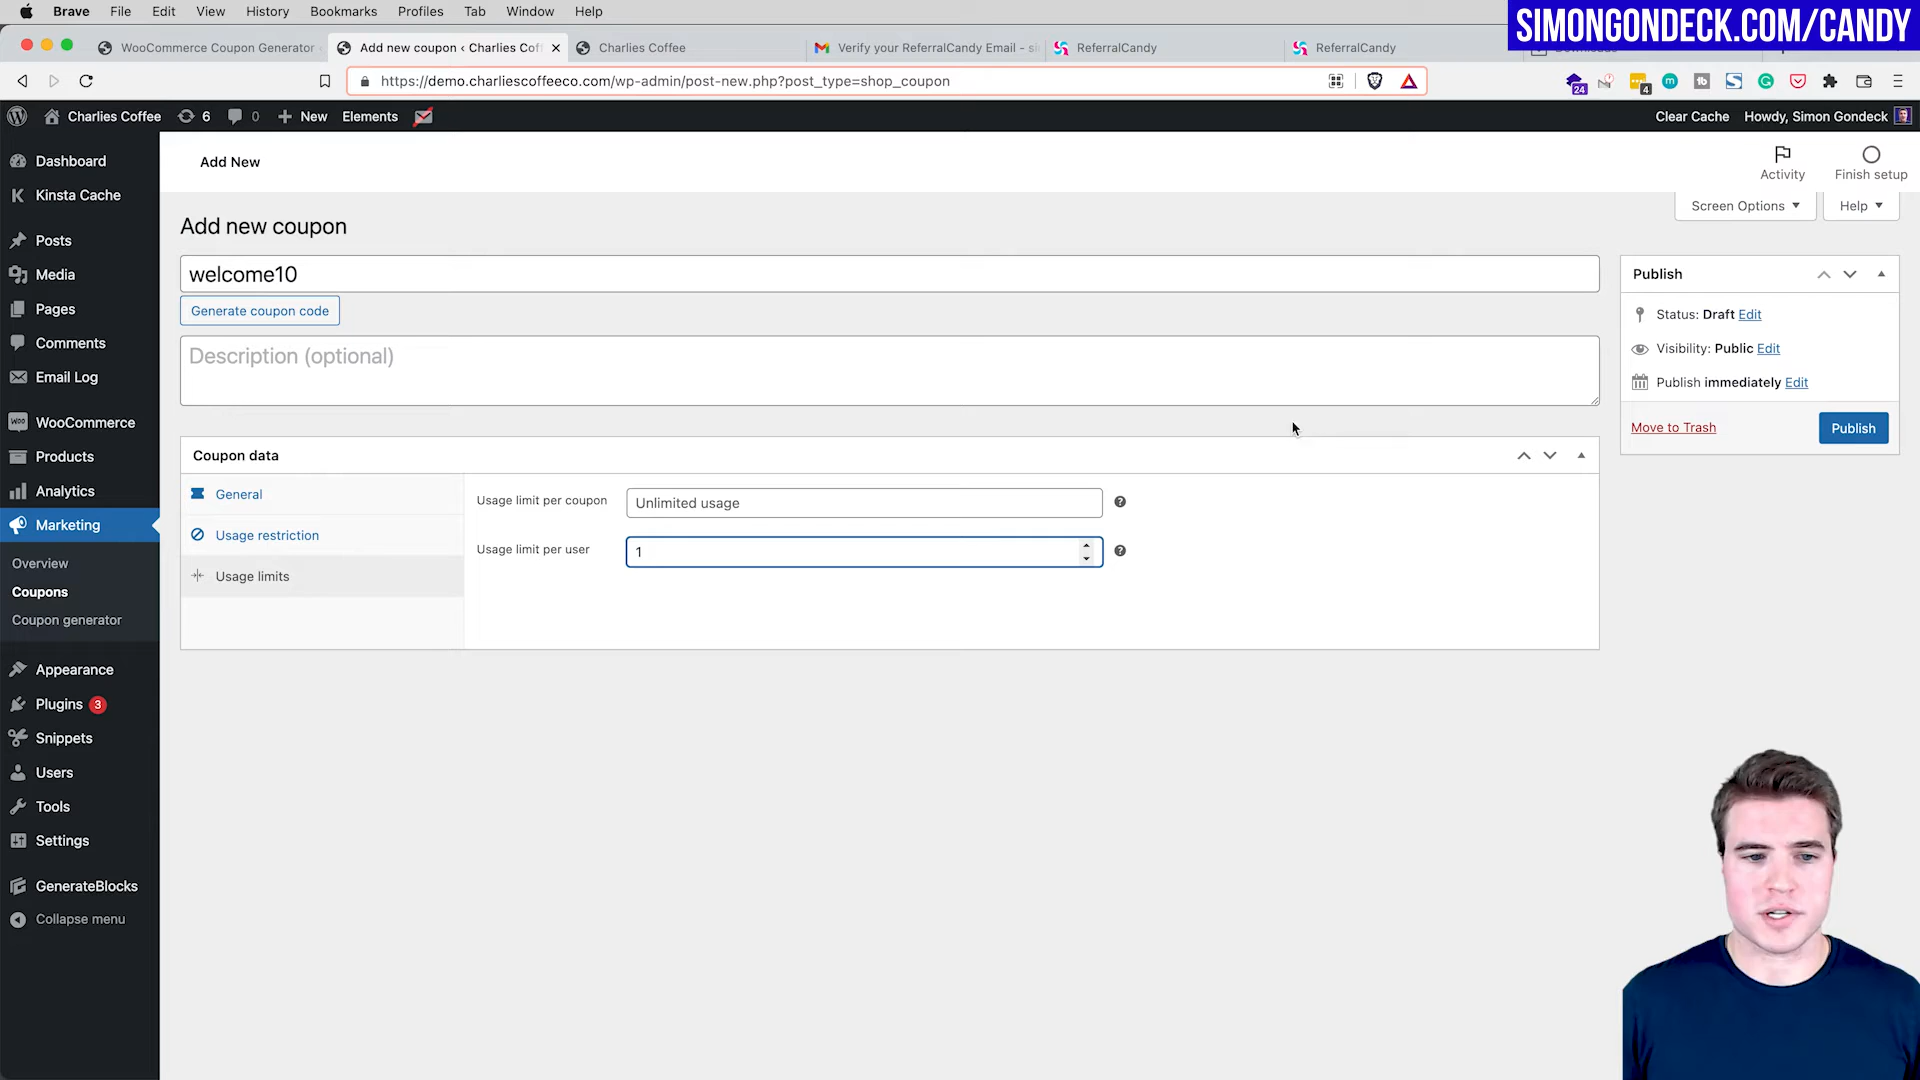 Brave File Edit View History Bookmarks Profiles Tab Window Help
SIMONGONDECK.COM/CANDY
WooCommerce Coupon Generator
Add new coupon ‹ Charlies Cof
Charlies Coffee
Verify your ReferralCandy Email - si
ReferralCandy
ReferralCandy
https://demo.charliescoffeeco.com/wp-admin/post-new.php?post_type=shop_coupon
24
4
Charlies Coffee 6 0 New Elements
Clear Cache Howdy, Simon Gondeck
Dashboard
Kinsta Cache
Posts
Media
Pages
Comments
Email Log
WooCommerce
Products
Analytics
Marketing
Overview
Coupons
Coupon generator
Appearance
Plugins 3
Snippets
Users
Tools
Settings
GenerateBlocks
Collapse menu
Add New
Activity
Finish setup
Screen Options
Help
Add new coupon
welcome10
Generate coupon code
Description (optional)
Coupon data
General
Usage restriction
Usage limits
Usage limit per coupon
Unlimited usage
Usage limit per user
1
Publish
Status: Draft Edit
Visibility: Public Edit
Publish immediately Edit
Move to Trash
Publish